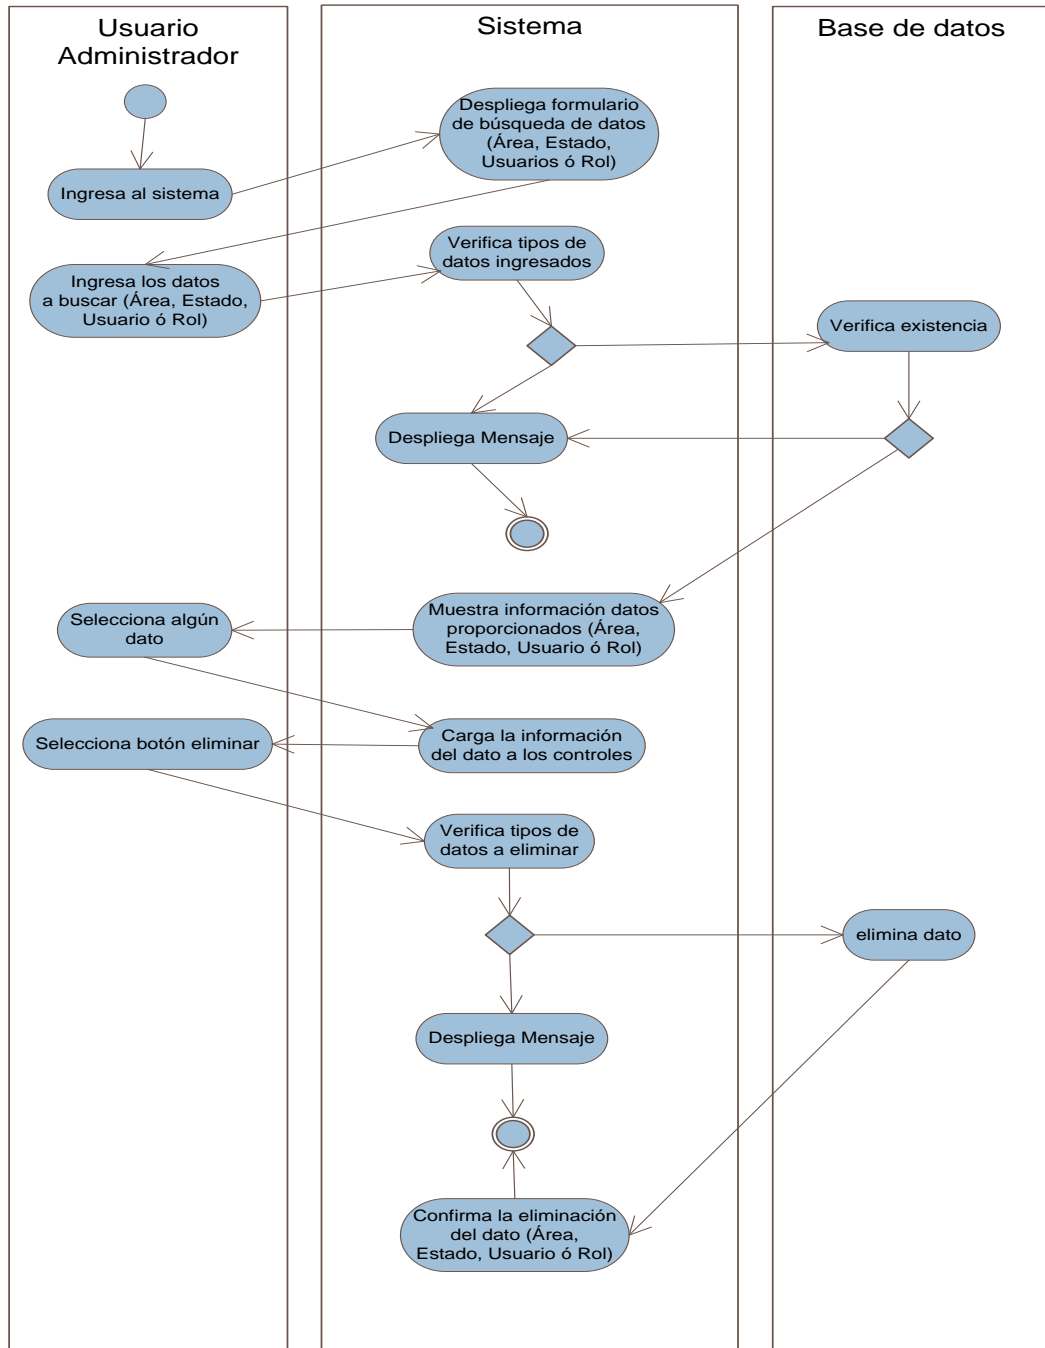 Usuario
Administrador
Sistema
Base de datos
Despliega formulario
de búsqueda de datos
(Área, Estado,
Usuarios ó Rol)
Ingresa al sistema
Verifica tipos de
datos ingresados
Ingresa los datos
a buscar (Área, Estado,
Usuario ó Rol)
Verifica existencia
Despliega Mensaje
Muestra información datos
proporcionados (Área,
Estado, Usuario ó Rol)
Selecciona algún
dato
Carga la información
del dato a los controles
Selecciona botón eliminar
Verifica tipos de
datos a eliminar
elimina dato
Despliega Mensaje
Confirma la eliminación
del dato (Área,
Estado, Usuario ó Rol)